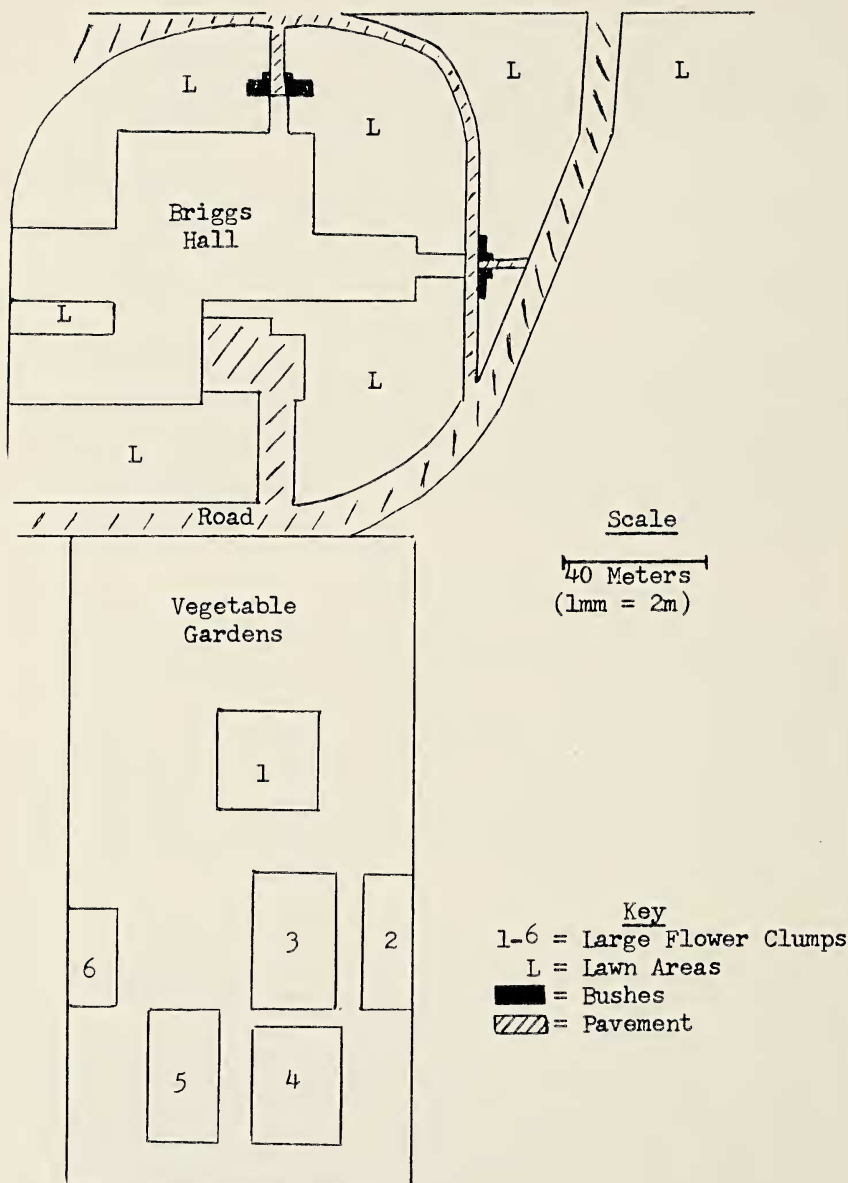 L
L
L
L
Briggs
Hall
L
L
L
Road
Scale
40 Meters
(1mm = 2m)
Vegetable
Gardens
1
3
2
6
5
4
Key
1-6 = Large Flower Clumps
L = Lawn Areas
= Bushes
= Pavement